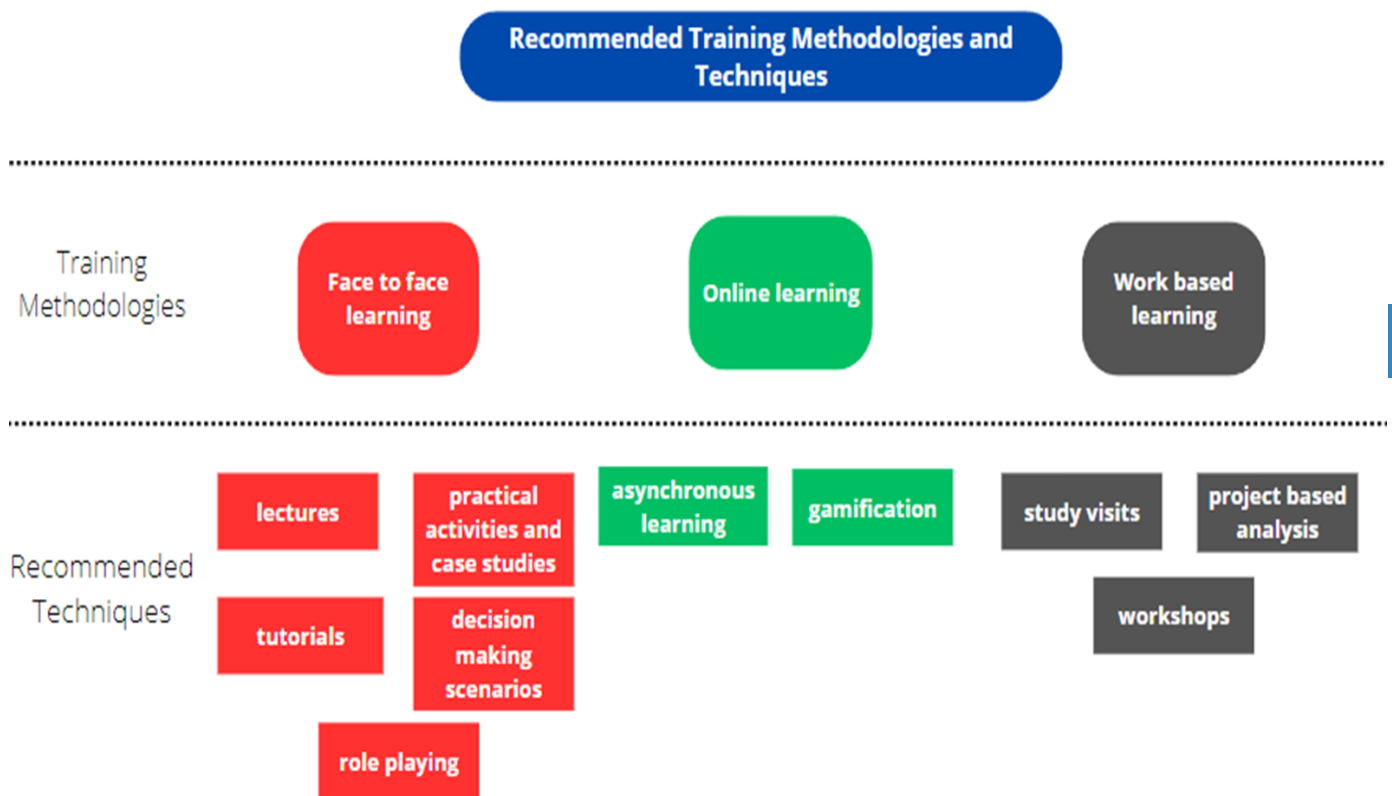 Recommended Training Methodologies and
Techniques
Training
Methodologies
Face to face
learning
Online learning
Work based
learning
Recommended
Techniques
lectures
practical
activities and
case studies
asynchronous
learning
gamification
study visits
project based
analysis
tutorials
decision
making
scenarios
workshops
role playing